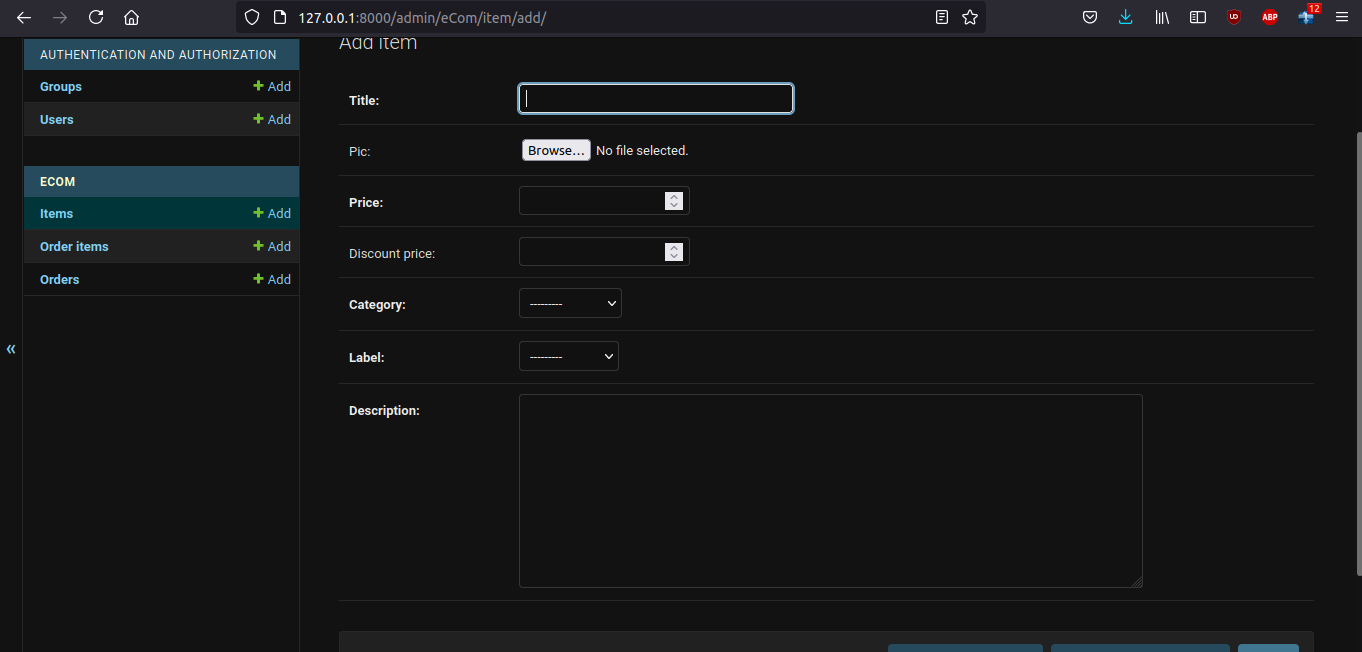 127.0.0.1:8000/admin/eCom/item/add/
UD
ABP
12
Add item
AUTHENTICATION AND AUTHORIZATION
Groups
+ Add
Users
+ Add
ECOM
Items
+ Add
Order items
+ Add
Orders
+ Add
«
Title:
Pic:
Browse...
No file selected.
Price:
Discount price:
Category:
---------
Label:
---------
Description: